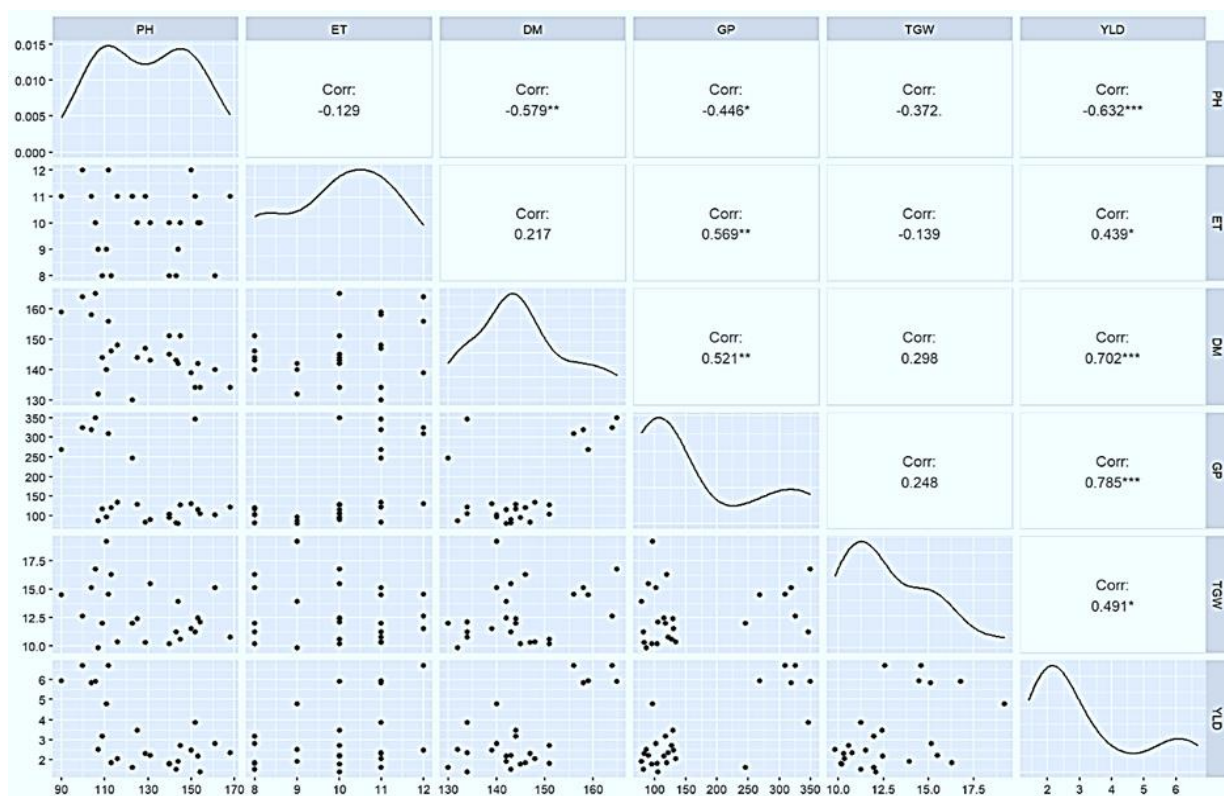 PH ET DM GP TGW YLD
0.015
0.010
0.005
0.000
Corr:
-0.129
Corr:
-0.579**
Corr:
-0.446*
Corr:
-0.372.
Corr:
-0.632***
PH
12
11
10
9
8
Corr:
0.217
Corr:
0.569**
Corr:
-0.139
Corr:
0.439*
ET
160
150
140
130
Corr:
0.521**
Corr:
0.298
Corr:
0.702***
DM
350
300
250
200
150
100
Corr:
0.248
Corr:
0.785***
GP
17.5
15.0
12.5
10.0
Corr:
0.491*
TGW
6
5
4
3
2
YLD
90 110 130 150 170 8 9 10 11 12 130 140 150 160 100 150 200 250 300 350 10.0 12.5 15.0 17.5 2 3 4 5 6